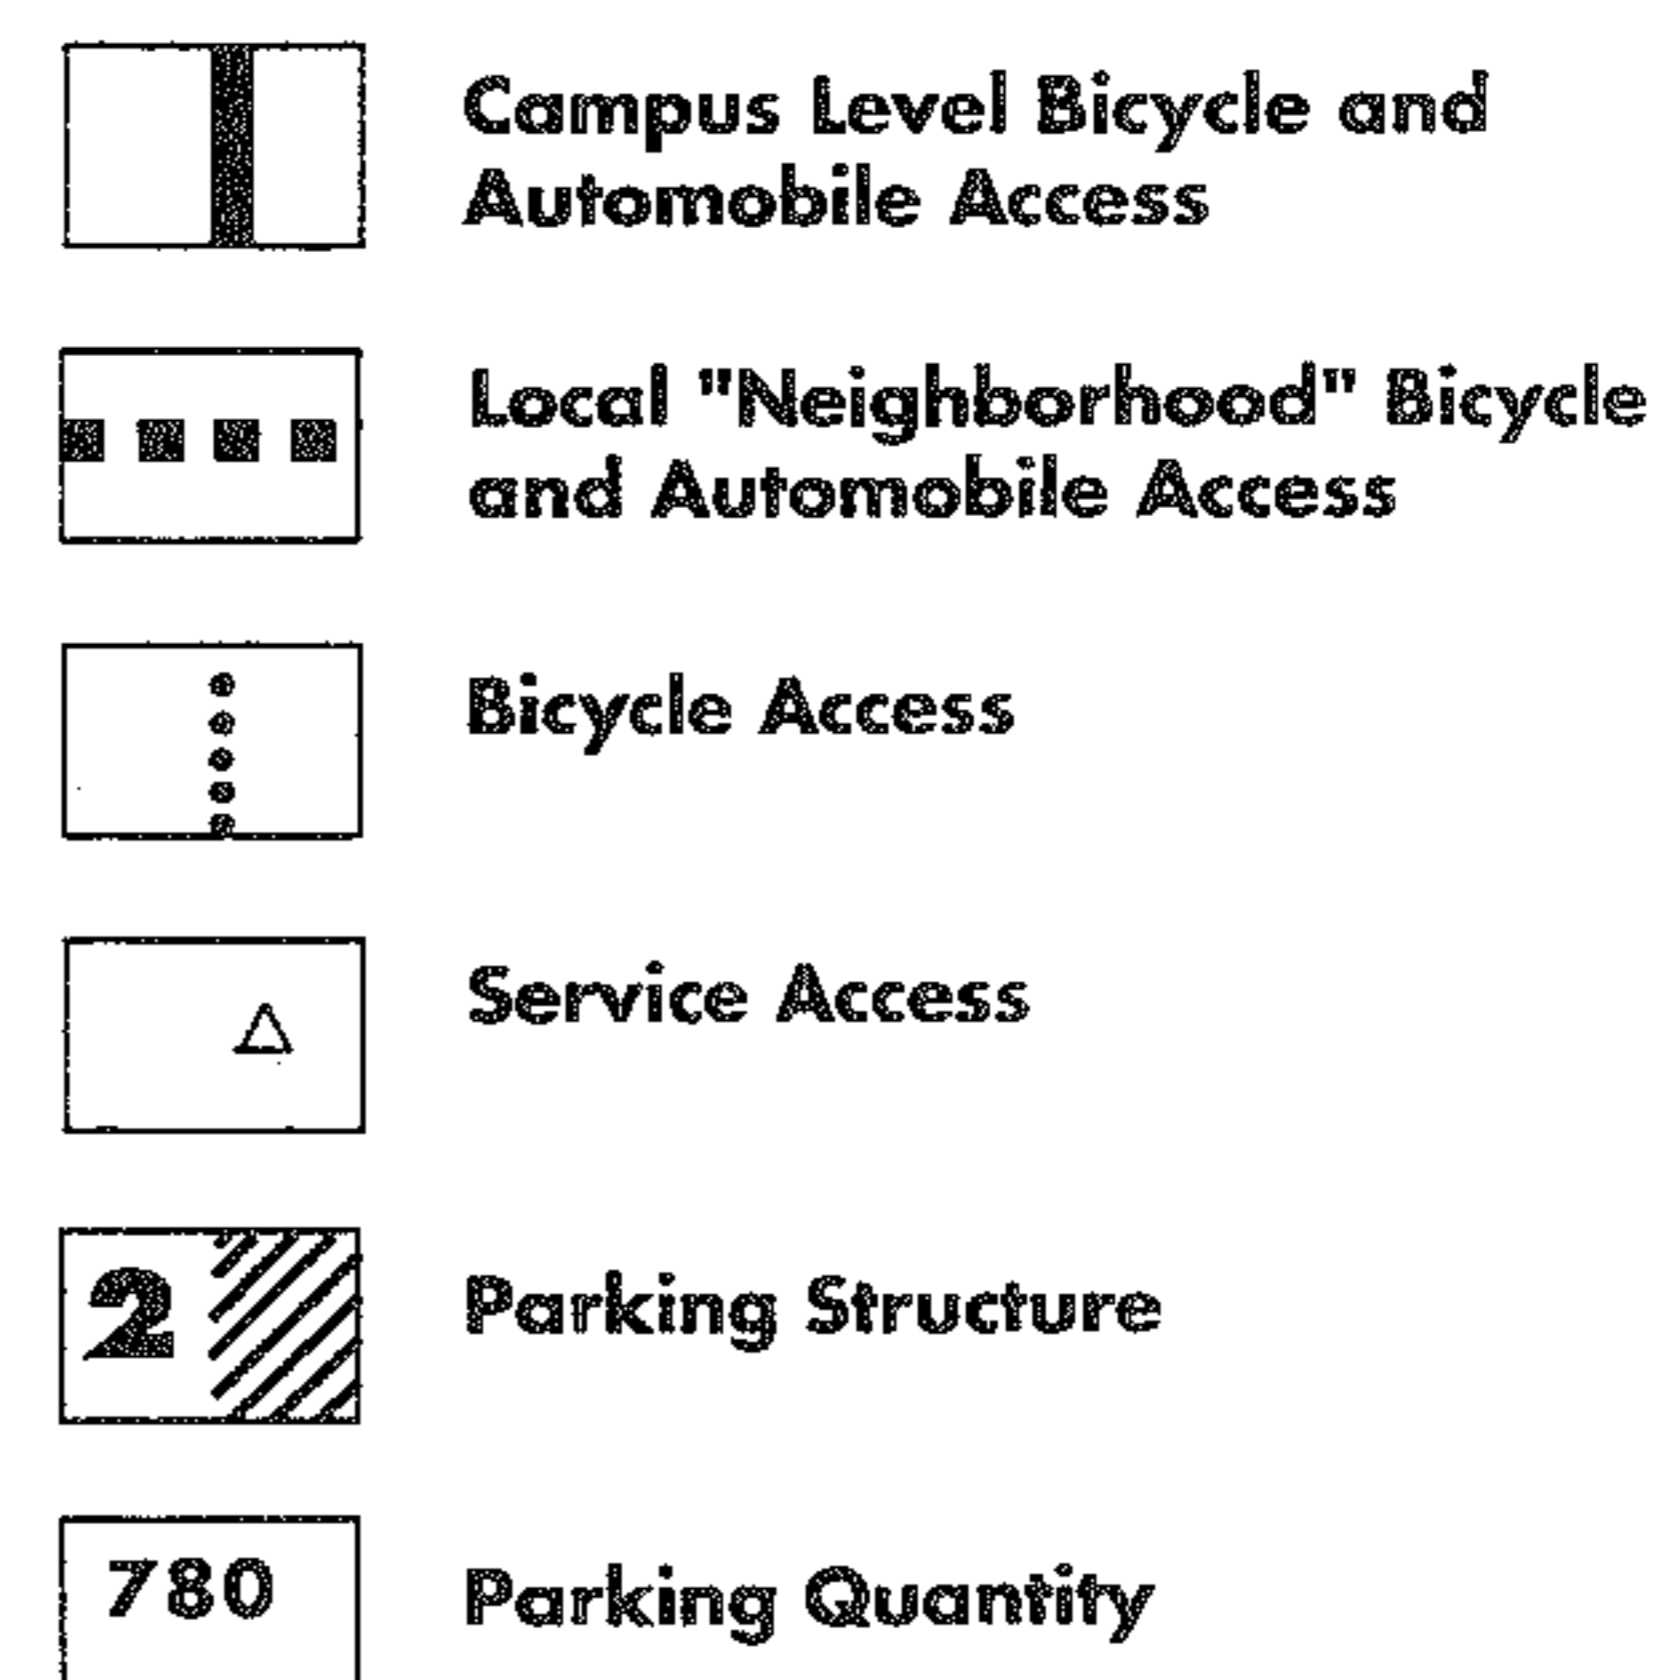 Campus Level Bicycle and
Automobile Access
Local "Neighborhood" Bicycle
and Automobile Access
Bicycle Access
Service Access
2 Parking Structure
780 Parking Quantity